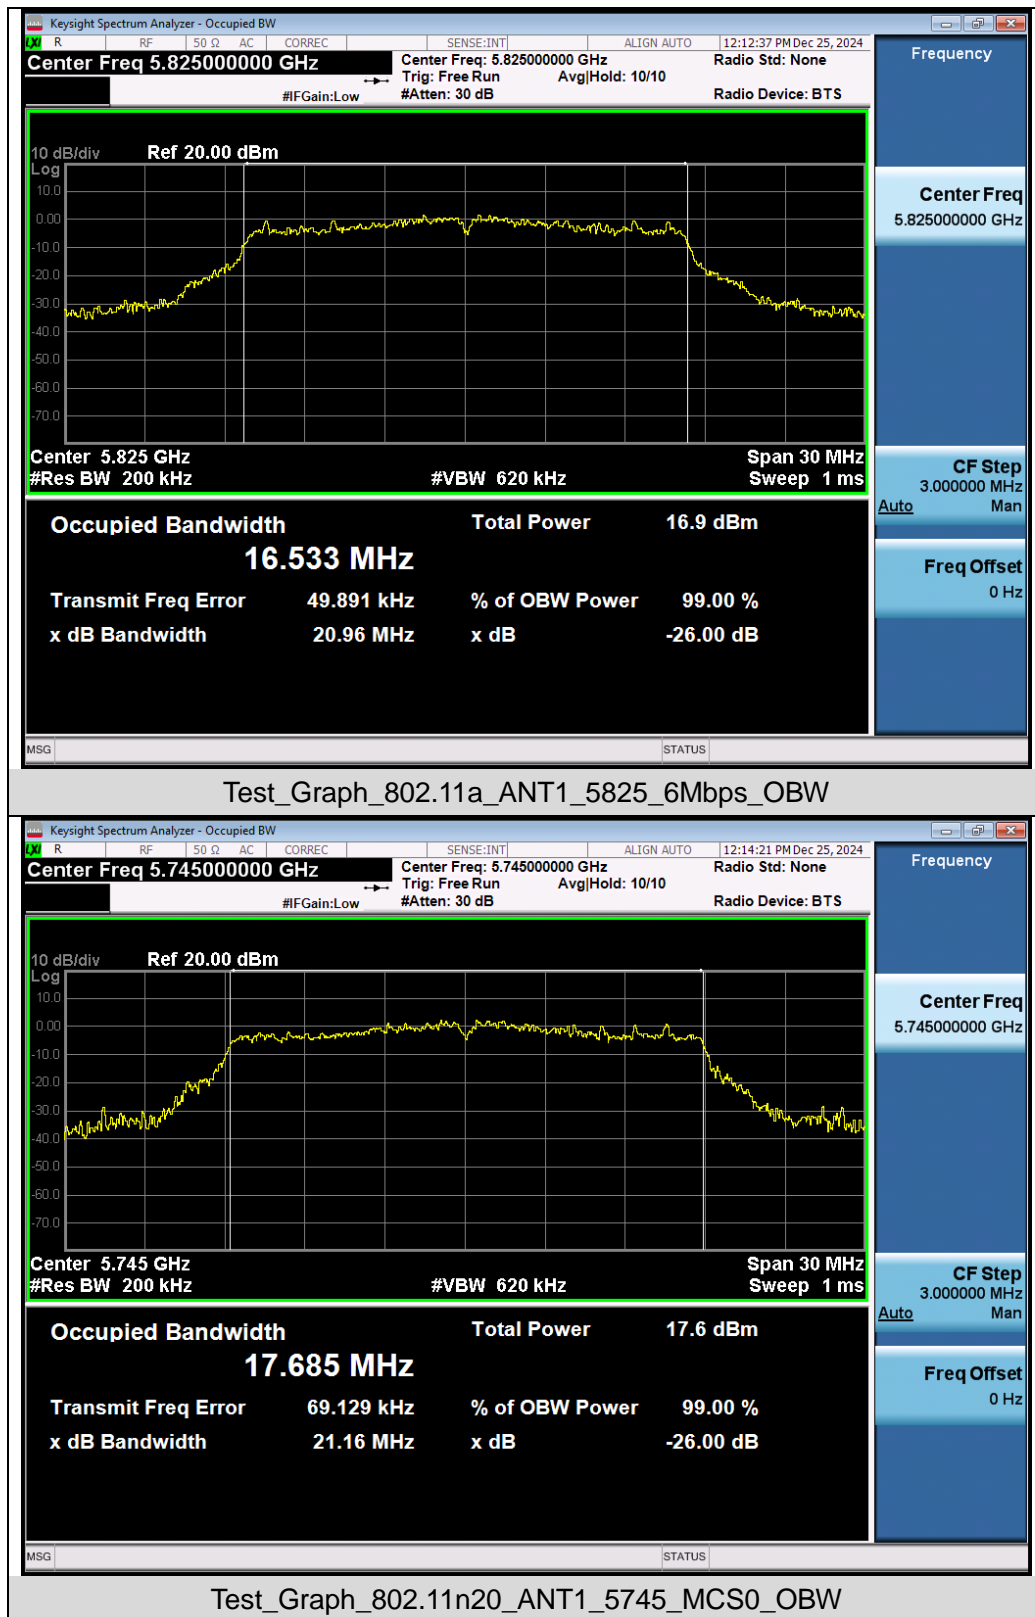 Keysight Spectrum Analyzer - Occupied BW
LXI R RF 50 Ω AC CORREC SENSE:INT ALIGN AUTO 12:12:37 PM Dec 25, 2024
Center Freq 5.825000000 GHz Center Freq: 5.825000000 GHz Radio Std: None
Trig: Free Run Avg|Hold: 10/10
#IFGain:Low #Atten: 30 dB Radio Device: BTS
Frequency
10 dB/div Ref 20.00 dBm
Log
10.0
0.00
-10.0
-20.0
-30.0
-40.0
-50.0
-60.0
-70.0
Center Freq
5.825000000 GHz
Center 5.825 GHz Span 30 MHz
#Res BW 200 kHz #VBW 620 kHz Sweep 1 ms
CF Step
3.000000 MHz
Auto Man
Occupied Bandwidth Total Power 16.9 dBm
16.533 MHz
Transmit Freq Error 49.891 kHz % of OBW Power 99.00 %
x dB Bandwidth 20.96 MHz x dB -26.00 dB
Freq Offset
0 Hz
MSG STATUS
Test_Graph_802.11a_ANT1_5825_6Mbps_OBW
Keysight Spectrum Analyzer - Occupied BW
LXI R RF 50 Ω AC CORREC SENSE:INT ALIGN AUTO 12:14:21 PM Dec 25, 2024
Center Freq 5.745000000 GHz Center Freq: 5.745000000 GHz Radio Std: None
Trig: Free Run Avg|Hold: 10/10
#IFGain:Low #Atten: 30 dB Radio Device: BTS
Frequency
10 dB/div Ref 20.00 dBm
Log
10.0
0.00
-10.0
-20.0
-30.0
-40.0
-50.0
-60.0
-70.0
Center Freq
5.745000000 GHz
Center 5.745 GHz Span 30 MHz
#Res BW 200 kHz #VBW 620 kHz Sweep 1 ms
CF Step
3.000000 MHz
Auto Man
Occupied Bandwidth Total Power 17.6 dBm
17.685 MHz
Transmit Freq Error 69.129 kHz % of OBW Power 99.00 %
x dB Bandwidth 21.16 MHz x dB -26.00 dB
Freq Offset
0 Hz
MSG STATUS
Test_Graph_802.11n20_ANT1_5745_MCS0_OBW